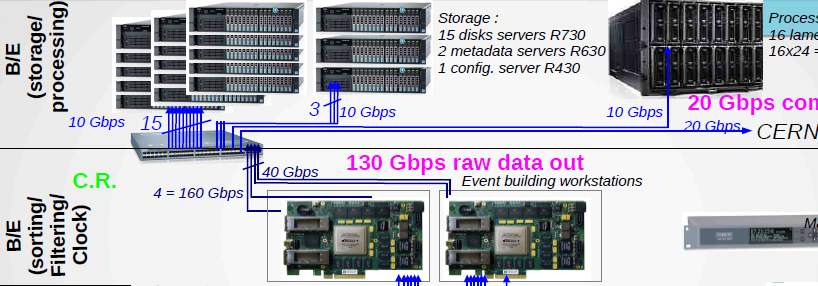 B/E
(storage/
processing)
Storage :
15 disks servers R730
2 metadata servers R630
1 config. server R430
Process
16 lame
16x24 =
10 Gbps
15
3
10 Gbps
10 Gbps
20 Gbps com
20 Gbps
CERN
130 Gbps raw data out
40 Gbps
C.R.
4 = 160 Gbps
Event building workstations
B/E
(sorting/
Filtering/
Clock)